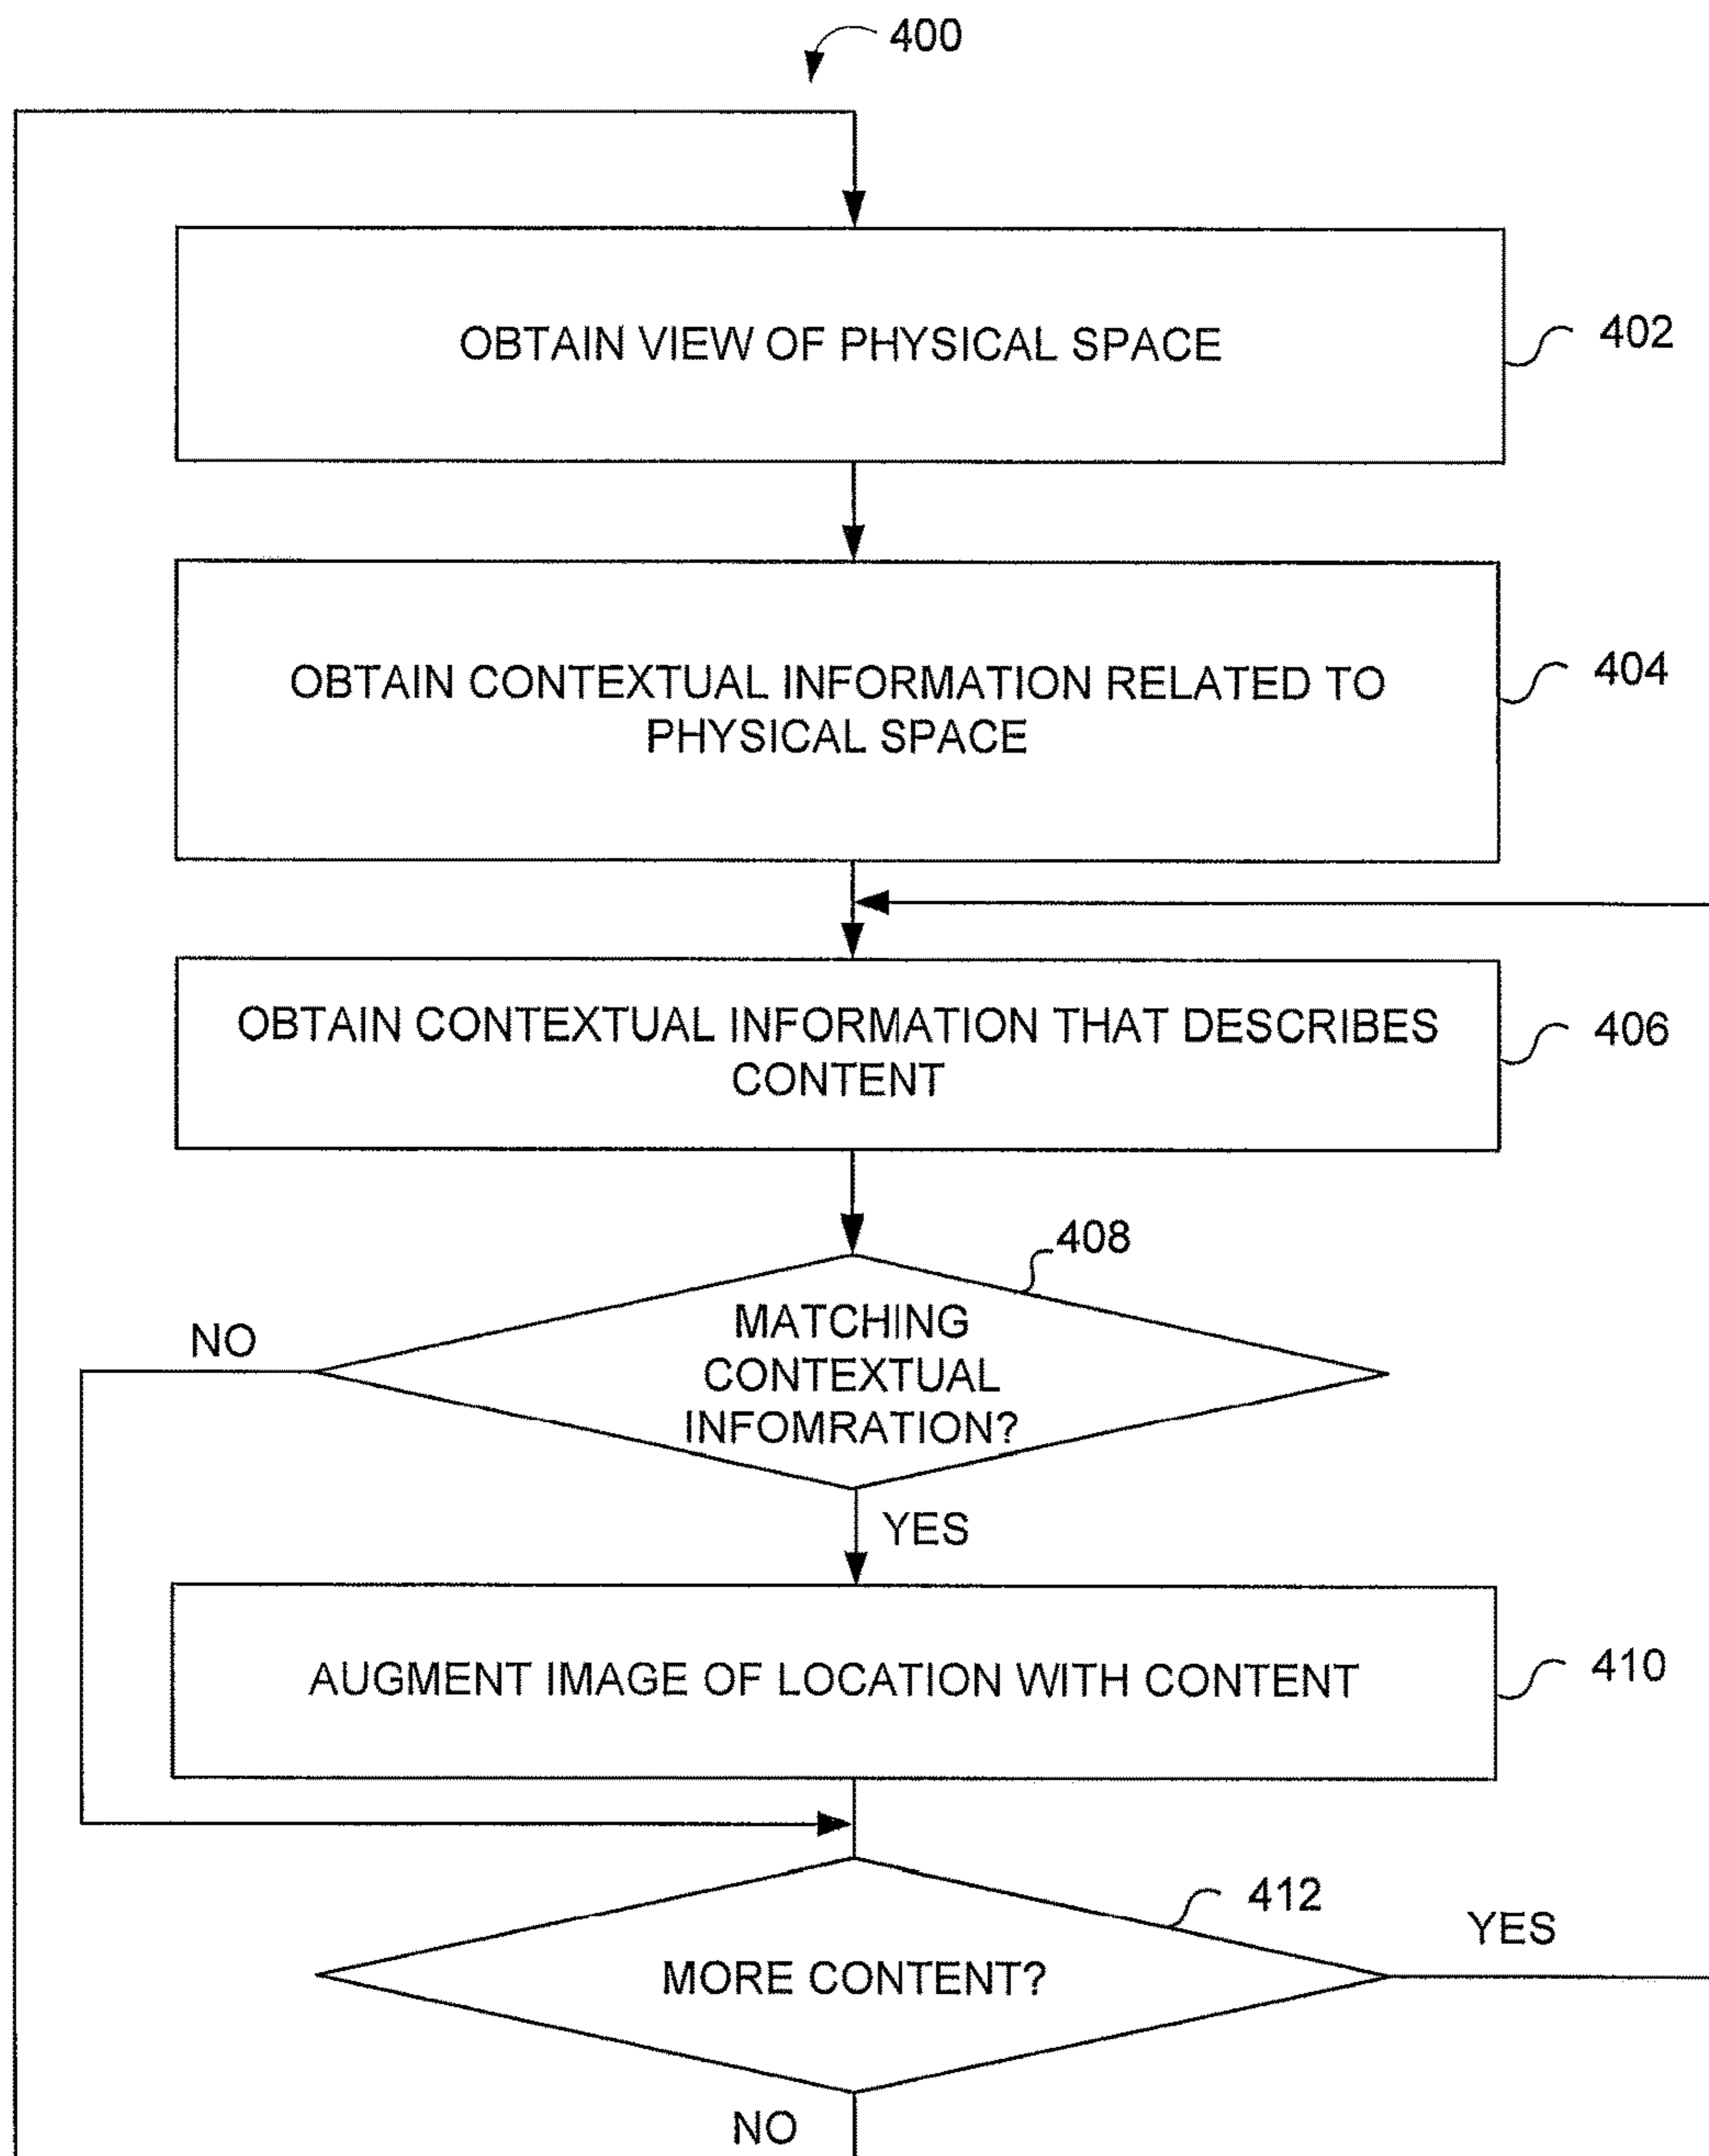 400
OBTAIN VIEW OF PHYSICAL SPACE
402
OBTAIN CONTEXTUAL INFORMATION RELATED TO
PHYSICAL SPACE
404
OBTAIN CONTEXTUAL INFORMATION THAT DESCRIBES
CONTENT
406
408
MATCHING
CONTEXTUAL
INFOMRATION?
NO
YES
AUGMENT IMAGE OF LOCATION WITH CONTENT
410
412
MORE CONTENT?
YES
NO